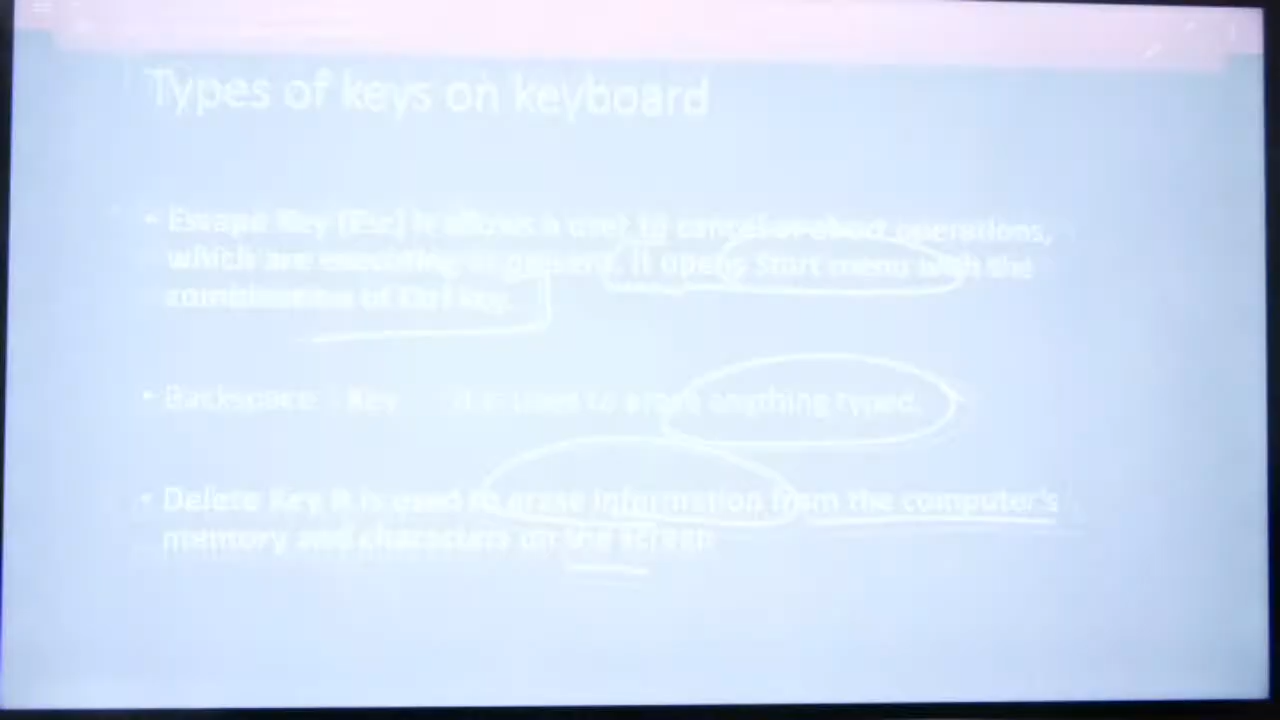 Types of keys on keyboard
• Escape Key (Esc) It allows a user to cancel or abort operations,
which are executing at present. It opens Start menu with the
combination of Ctrl key.
• Backspace Key It is used to erase anything typed.
• Delete Key It is used to erase information from the computer's
memory and characters on the screen